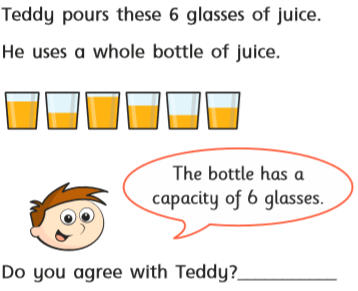 Teddy pours these 6 glasses of juice.
He uses a whole bottle of juice.
The bottle has a
capacity of 6 glasses.
Do you agree with Teddy?__________